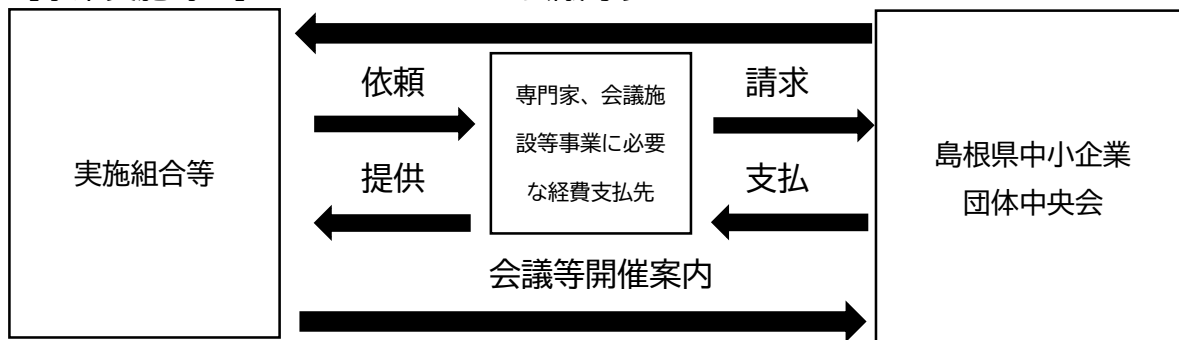 依頼
専門家、会議施
請求
設等事業に必要
実施組合等
島根県中小企業
提供
な経費支払先
支払
団体中央会
会議等開催案内